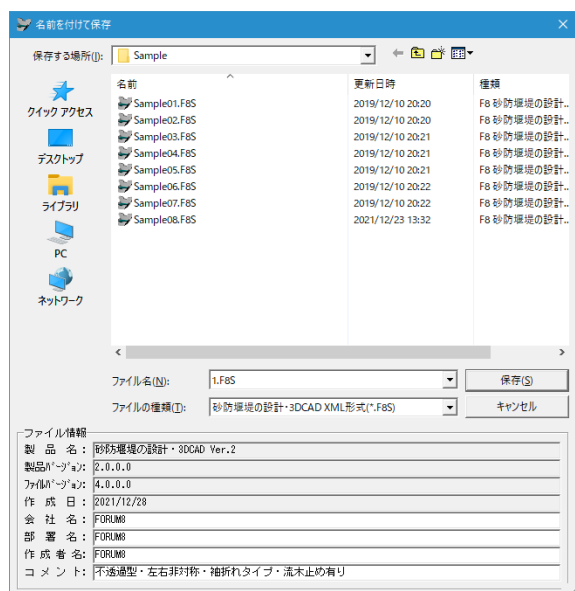 名前を付けて保存
保存する場所(I): Sample
名前 更新日時 種類
Sample01.F8S 2019/12/10 20:20 F8 砂防堰堤の設計...
Sample02.F8S 2019/12/10 20:20 F8 砂防堰堤の設計...
Sample03.F8S 2019/12/10 20:21 F8 砂防堰堤の設計...
Sample04.F8S 2019/12/10 20:21 F8 砂防堰堤の設計...
Sample05.F8S 2019/12/10 20:21 F8 砂防堰堤の設計...
Sample06.F8S 2019/12/10 20:22 F8 砂防堰堤の設計...
Sample07.F8S 2019/12/10 20:22 F8 砂防堰堤の設計...
Sample08.F8S 2021/12/23 13:32 F8 砂防堰堤の設計...
クイック アクセス
デスクトップ
ライブラリ
PC
ネットワーク
ファイル名(N): 1.F8S 保存(S)
ファイルの種類(T): 砂防堰堤の設計・3DCAD XML形式(*.F8S) キャンセル
ファイル情報
製 品 名: 砂防堰堤の設計・3DCAD Ver.2
製品ﾊﾞｰｼﾞｮﾝ: 2.0.0.0
ﾌｧｲﾙﾊﾞｰｼﾞｮﾝ: 4.0.0.0
作 成 日: 2021/12/28
会 社 名: FORUM8
部 署 名: FORUM8
作成者名: FORUM8
コメント: 不透過型・左右非対称・袖折れタイプ・流木止め有り